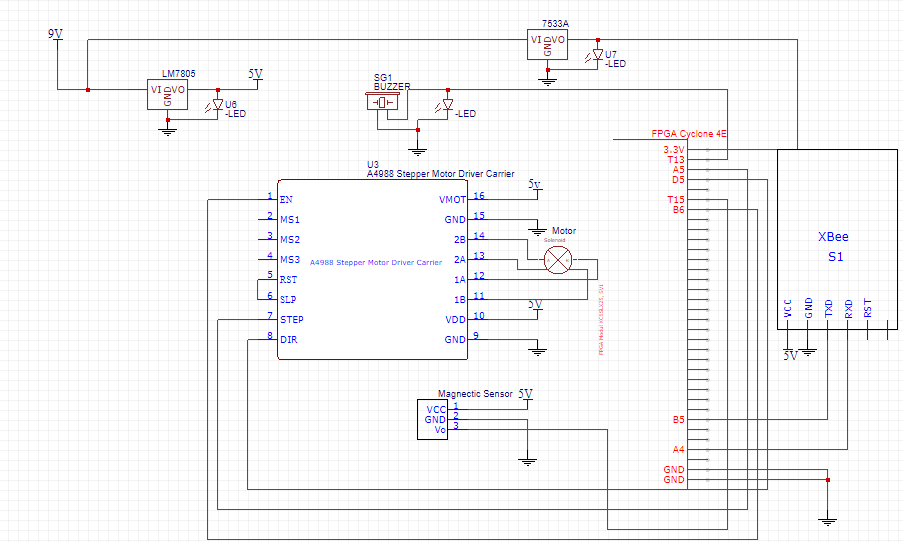 9V
7533A
VI
VO
GND
U7
-LED
LM7805
5V
VI
VO
GND
U6
-LED
SG1
BUZZER
-LED
FPGA Cyclone 4E
3.3V
T13
A5
D5
T15
B6
B5
A4
GND
GND
U3
A4988 Stepper Motor Driver Carrier
1 EN
2 MS1
3 MS2
4 MS3
5 RST
6 SLP
7 STEP
8 DIR
A4988 Stepper Motor Driver Carrier
VMOT 16
GND 15
2B 14
2A 13
1A 12
1B 11
VDD 10
GND 9
5v
Motor
Solenoid
5V
XBee
S1
VCC
GND
TXD
RXD
RST
5V
Magnectic Sensor
5V
VCC 1
GND 2
Vo 3